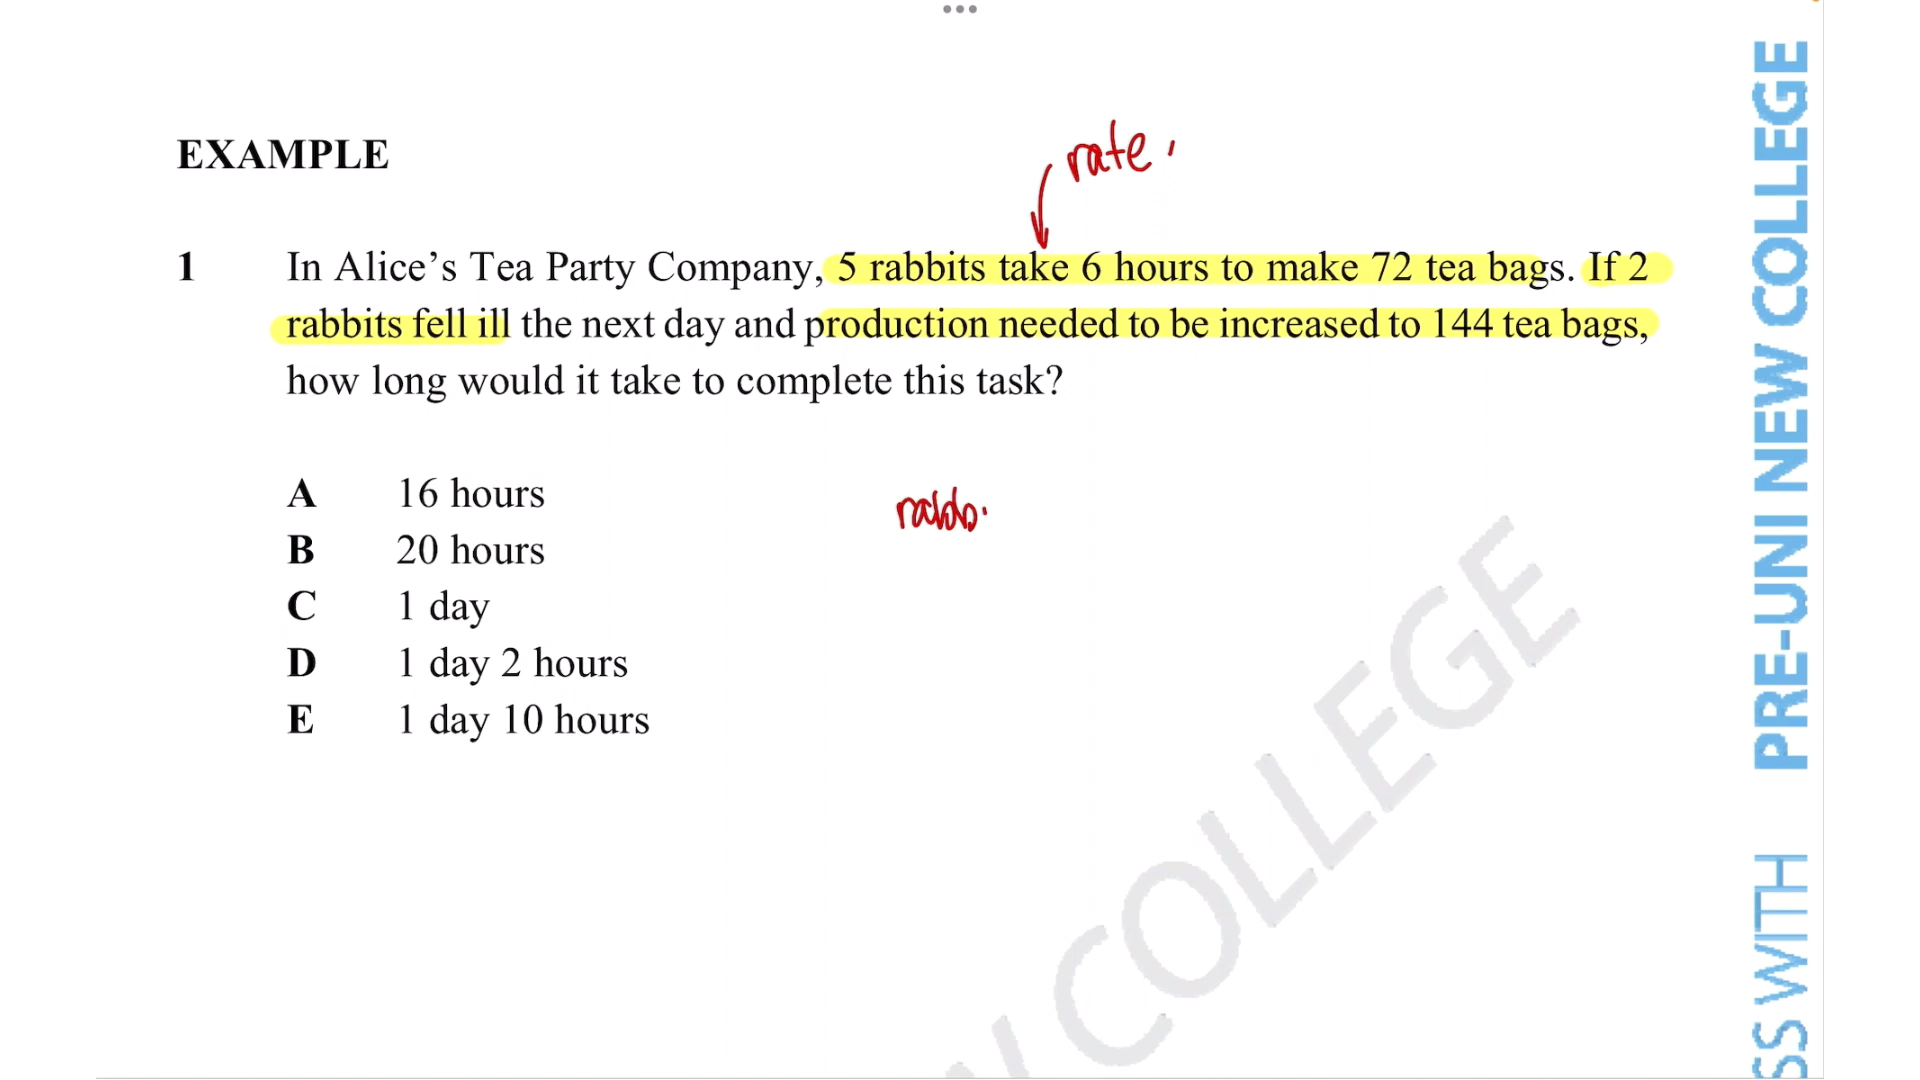 EXAMPLE
rate.
1 In Alice's Tea Party Company, 5 rabbits take 6 hours to make 72 tea bags. If 2
rabbits fell ill the next day and production needed to be increased to 144 tea bags,
how long would it take to complete this task?
A 16 hours
B 20 hours
C 1 day
D 1 day 2 hours
E 1 day 10 hours
COLLEGE
SS WITH PRE-UNI NEW COLLEGE